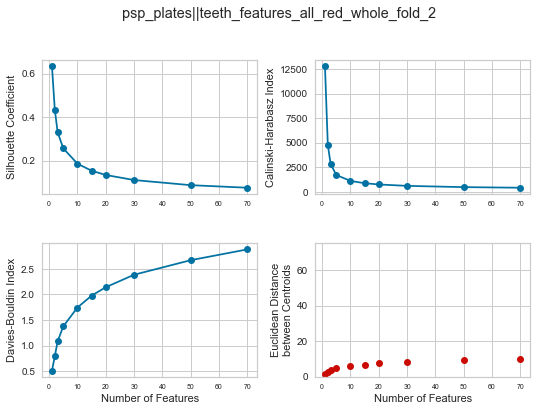 psp_plates||teeth_features_all_red_whole_fold_2
Silhouette Coefficient
0.6
0.4
0.2
0 10 20 30 40 50 60 70
Calinski-Harabasz Index
12500
10000
7500
5000
2500
0
0 10 20 30 40 50 60 70
Davies-Bouldin Index
2.5
2.0
1.5
1.0
0.5
0 10 20 30 40 50 60 70
Number of Features
Euclidean Distance
between Centroids
60
40
20
0
0 10 20 30 40 50 60 70
Number of Features